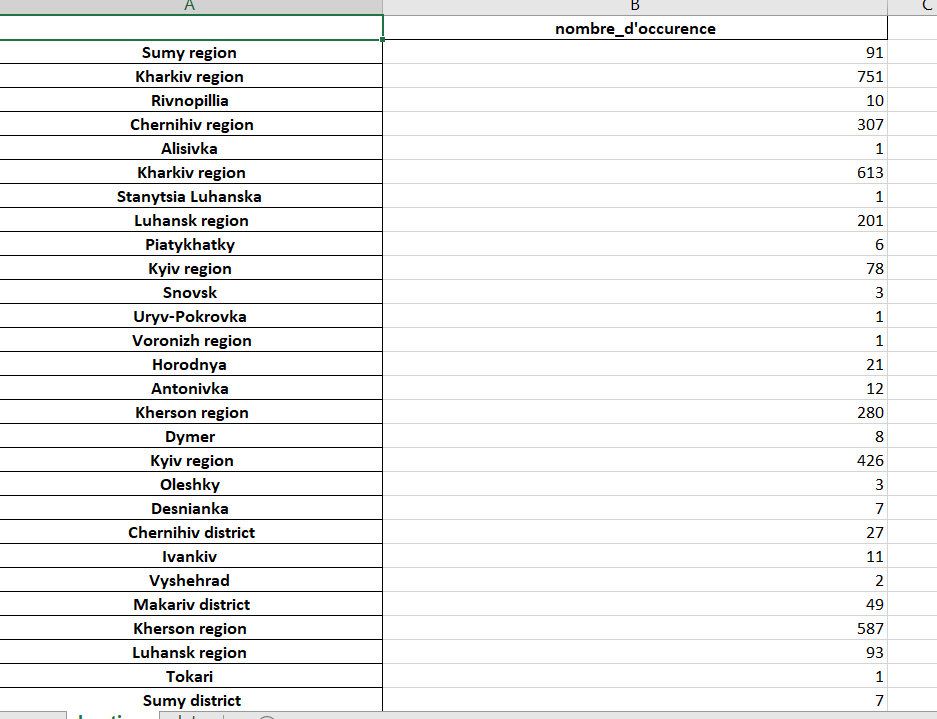 A B C
nombre_d'occurence
Sumy region 91
Kharkiv region 751
Rivnopillia 10
Chernihiv region 307
Alisivka 1
Kharkiv region 613
Stanytsia Luhanska 1
Luhansk region 201
Piatykhatky 6
Kyiv region 78
Snovsk 3
Uryv-Pokrovka 1
Voronizh region 1
Horodnya 21
Antonivka 12
Kherson region 280
Dymer 8
Kyiv region 426
Oleshky 3
Desnianka 7
Chernihiv district 27
Ivankiv 11
Vyshehrad 2
Makariv district 49
Kherson region 587
Luhansk region 93
Tokari 1
Sumy district 7